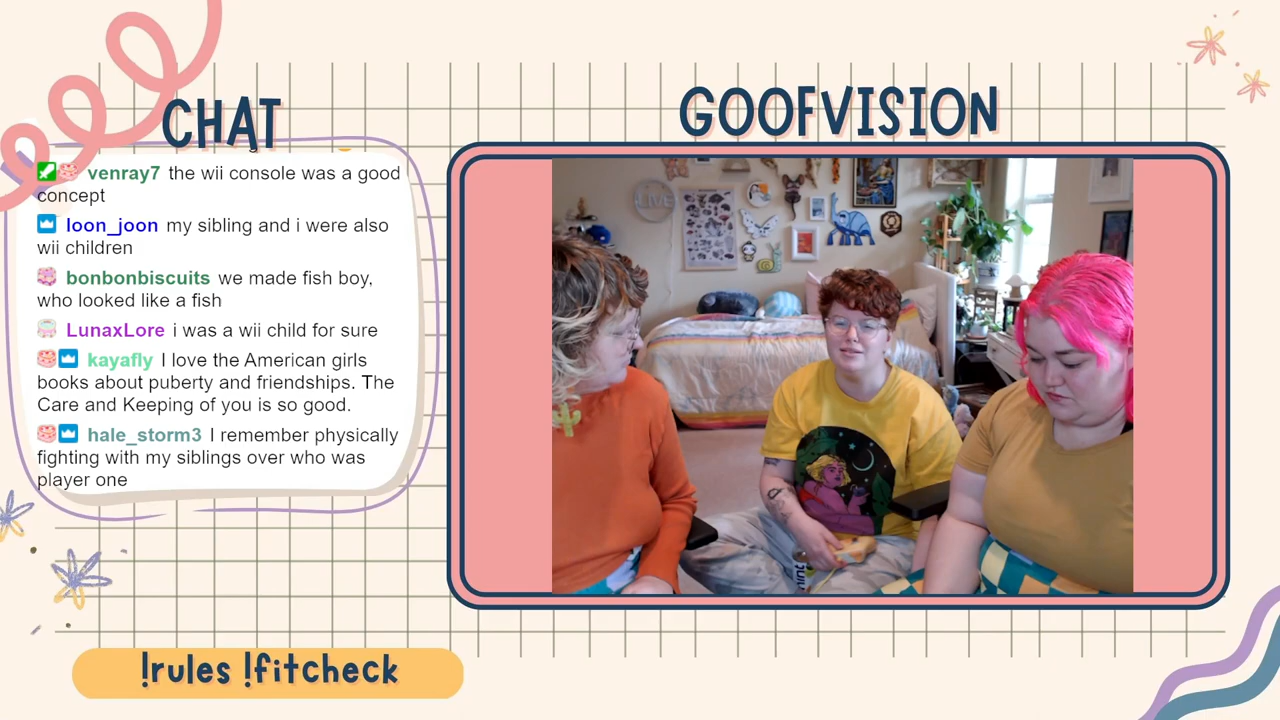 CHAT
GOOFVISION
venray7 the wii console was a good
concept
loon_joon my sibling and i were also
wii children
bonbonbiscuits we made fish boy,
who looked like a fish
LunaxLore i was a wii child for sure
kayafly I love the American girls
books about puberty and friendships. The
Care and Keeping of you is so good.
hale_storm3 I remember physically
fighting with my siblings over who was
player one
LIVE
!rules !fitcheck